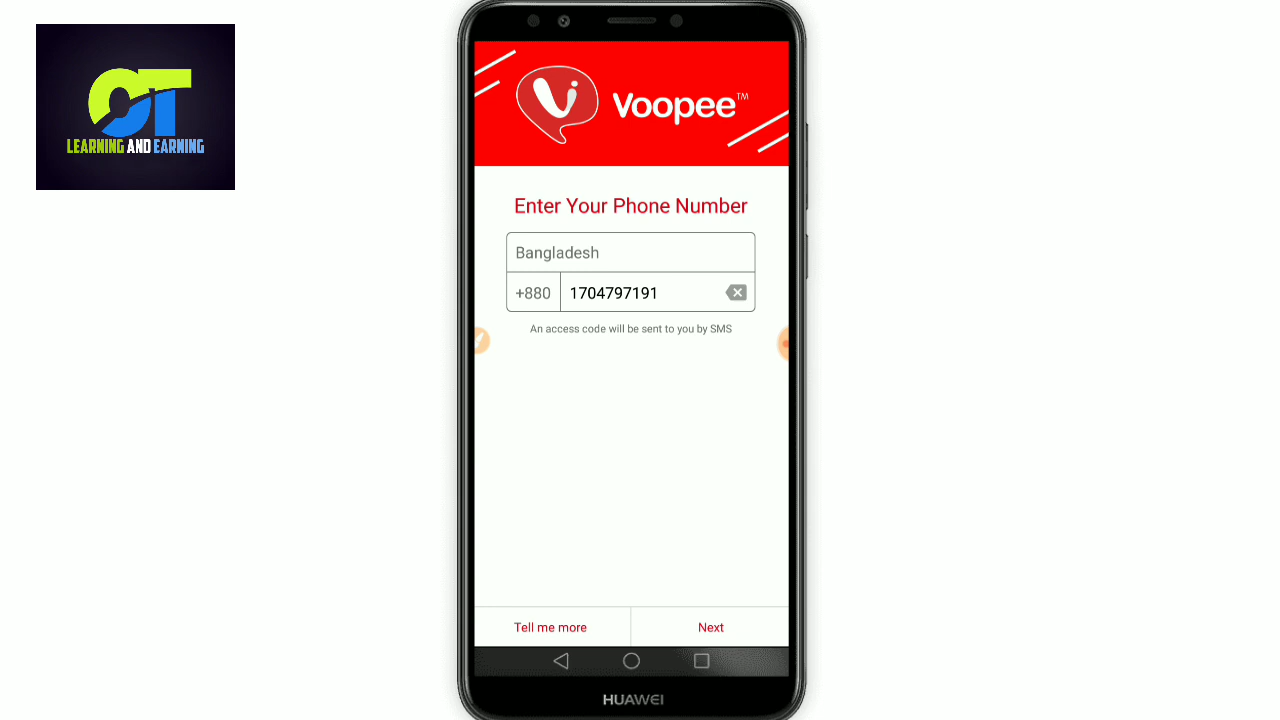 OT
LEARNING AND EARNING
Voopee™
Enter Your Phone Number
Bangladesh
+880 1704797191
An access code will be sent to you by SMS
Tell me more Next
HUAWEI